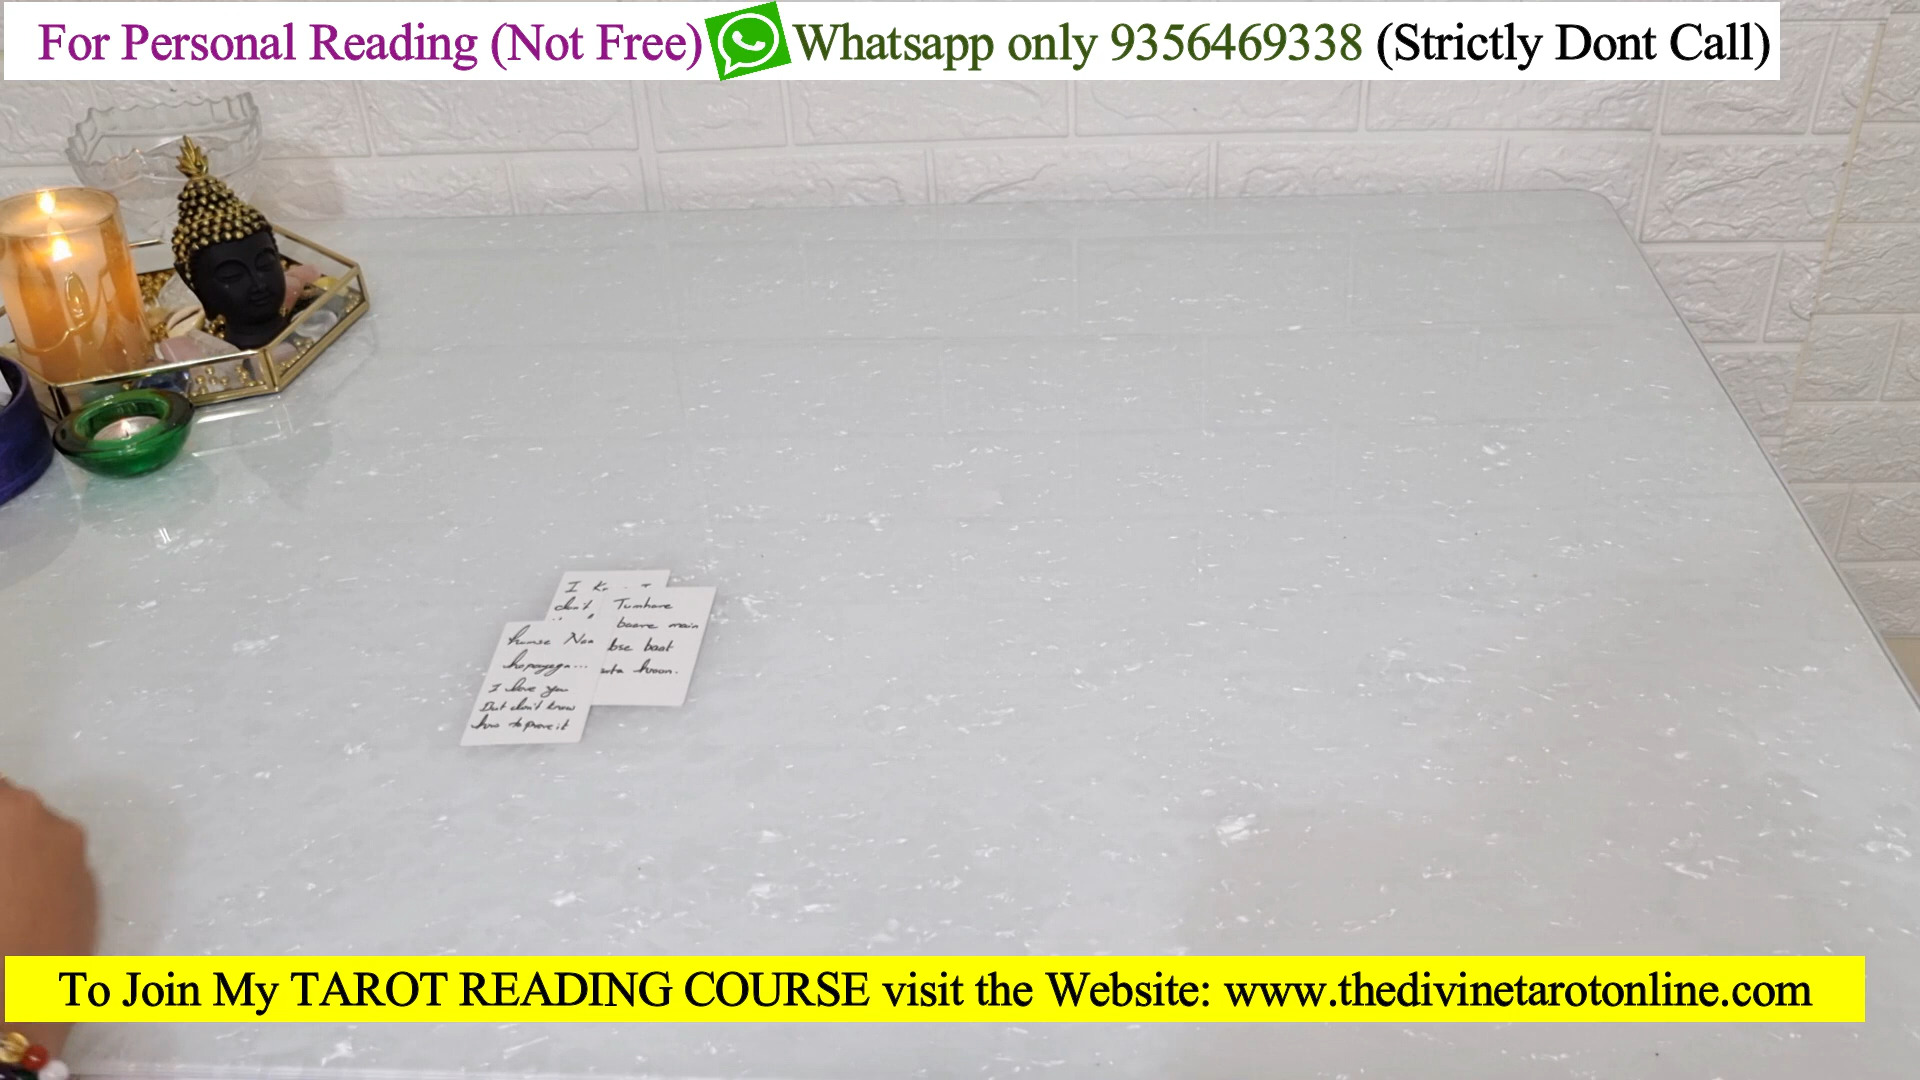 For Personal Reading (Not Free) Whatsapp only 9356469338 (Strictly Dont Call)
I
don't
Tumhare
baare main
baat
hoon.
humse Naa
hopayega...
I love you
But don't know
how to prove it
To Join My TAROT READING COURSE visit the Website: www.thedivinetarotonline.com